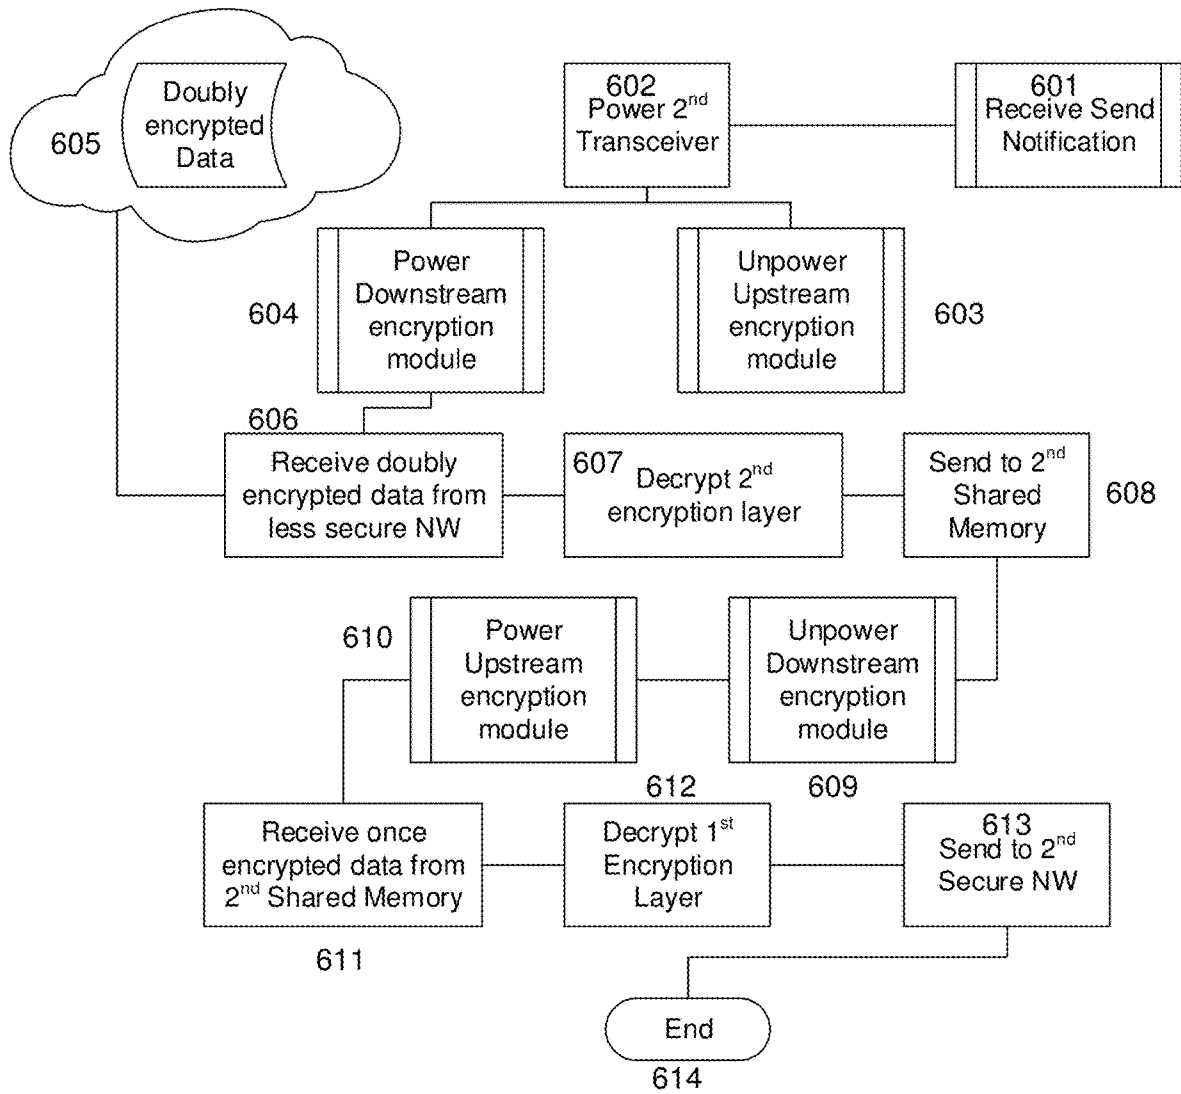 Doubly
encrypted
Data
605
602
Power 2nd
Transceiver
601
Receive Send
Notification
604
Power
Downstream
encryption
module
Unpower
Upstream
encryption
module
603
606
Receive doubly
encrypted data from
less secure NW
607
Decrypt 2nd
encryption layer
Send to 2nd
Shared
Memory
608
610
Power
Upstream
encryption
module
Unpower
Downstream
encryption
module
609
Receive once
encrypted data from
2nd Shared Memory
611
612
Decrypt 1st
Encryption
Layer
613
Send to 2nd
Secure NW
End
614